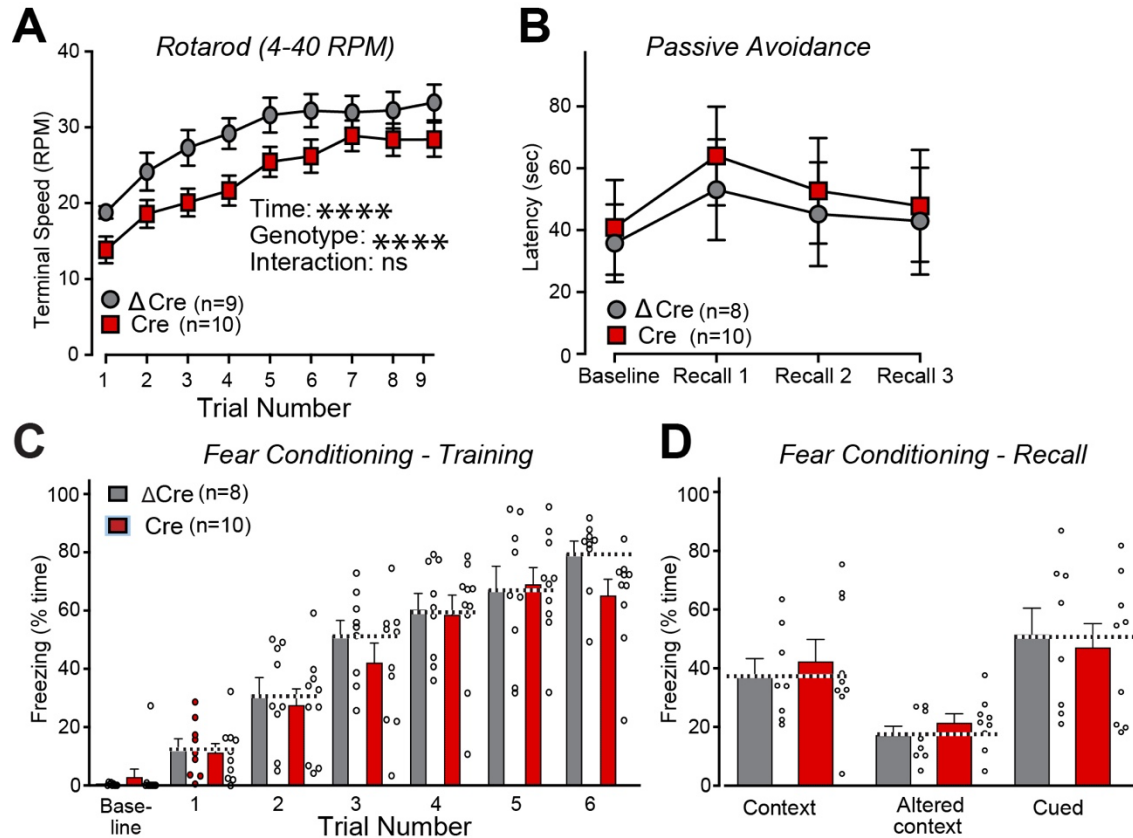 A
Rotarod (4-40 RPM)
Terminal Speed (RPM)
40
30
20
10
0
Time: ****
Genotype: ****
Interaction: ns
Δ Cre (n=9)
Cre (n=10)
1 2 3 4 5 6 7 8 9
Trial Number
B
Passive Avoidance
Latency (sec)
80
60
40
20
0
Δ Cre (n=8)
Cre (n=10)
Baseline Recall 1 Recall 2 Recall 3
C
Fear Conditioning - Training
Freezing (% time)
100
80
60
40
20
0
ΔCre (n=8)
Cre (n=10)
Base-
line
1 2 3 4 5 6
Trial Number
D
Fear Conditioning - Recall
Freezing (% time)
100
80
60
40
20
0
Context
Altered
context
Cued